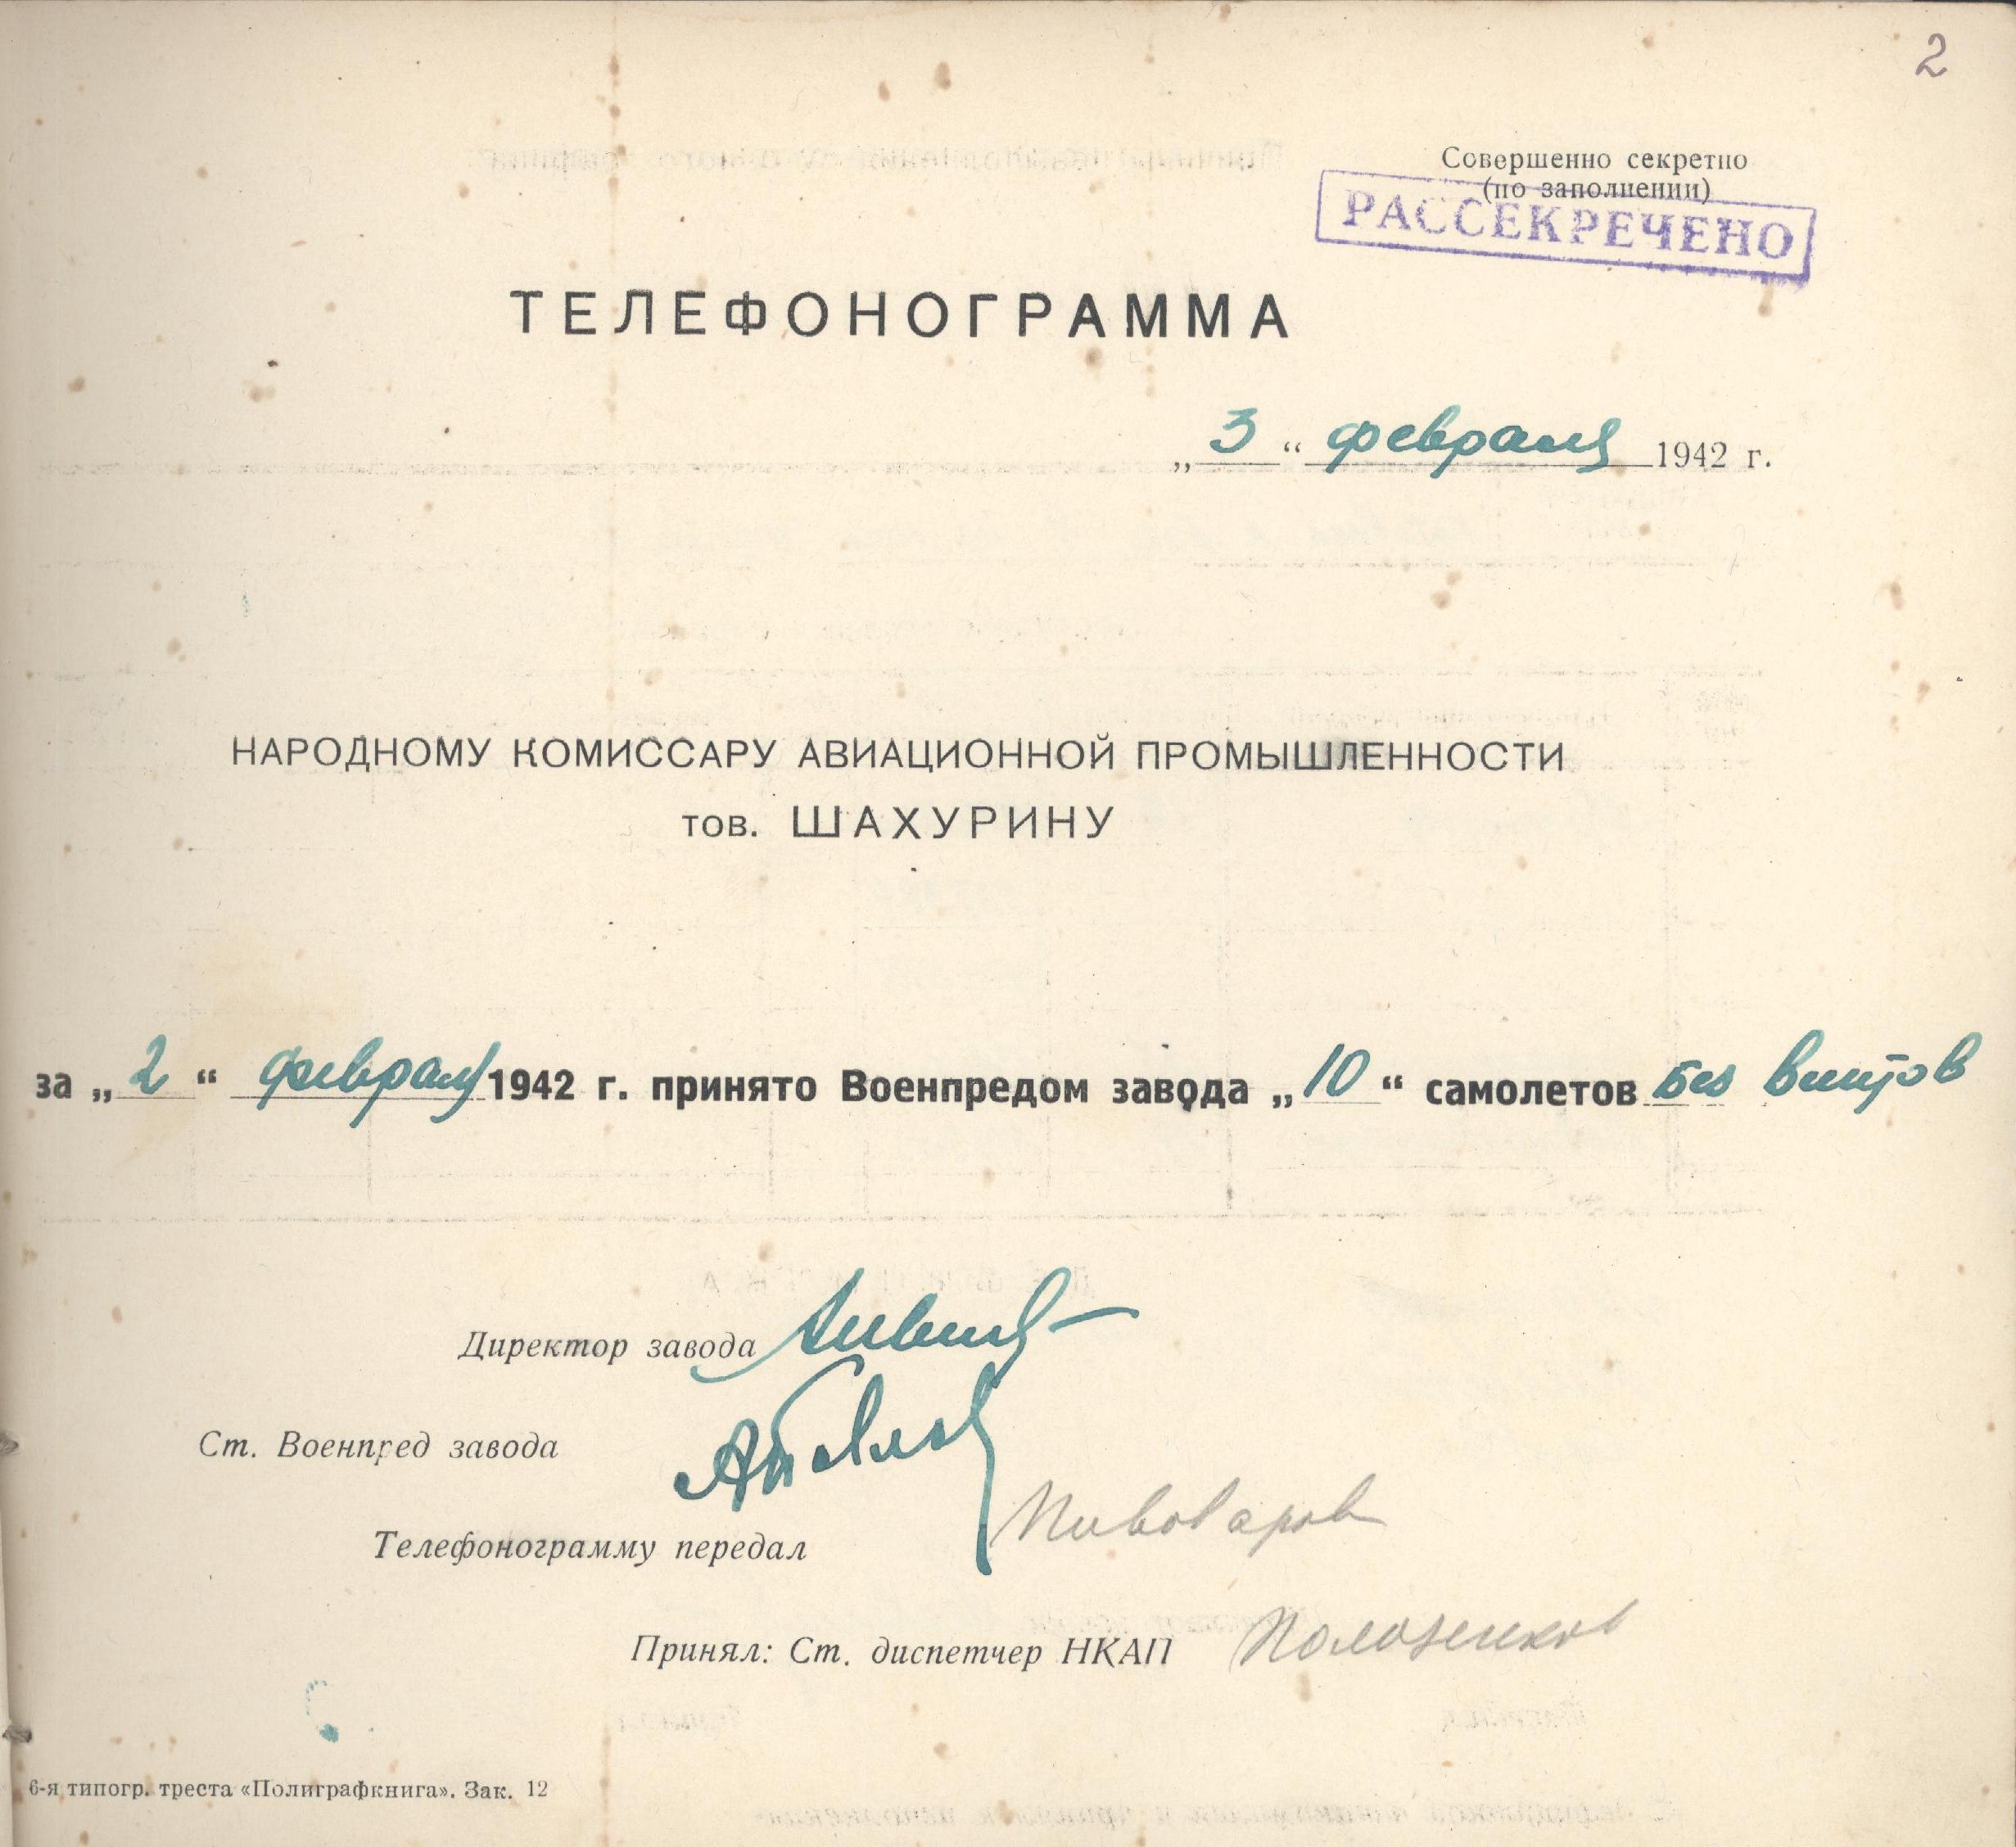 2
Совершенно секретно
(по заполнении)
РАССЕКРЕЧЕНО
ТЕЛЕФОНОГРАММА
„3“ февраля 1942 г.
НАРОДНОМУ КОМИССАРУ АВИАЦИОННОЙ ПРОМЫШЛЕННОСТИ
тов. ШАХУРИНУ
за „2“ февраля 1942 г. принято Военпредом завода „10“ самолетов без винтов
Директор завода
Ст. Военпред завода
Телефонограмму передал Пивоваров
Принял: Ст. диспетчер НКАП
6-я типогр. треста «Полиграфкнига». Зак. 12